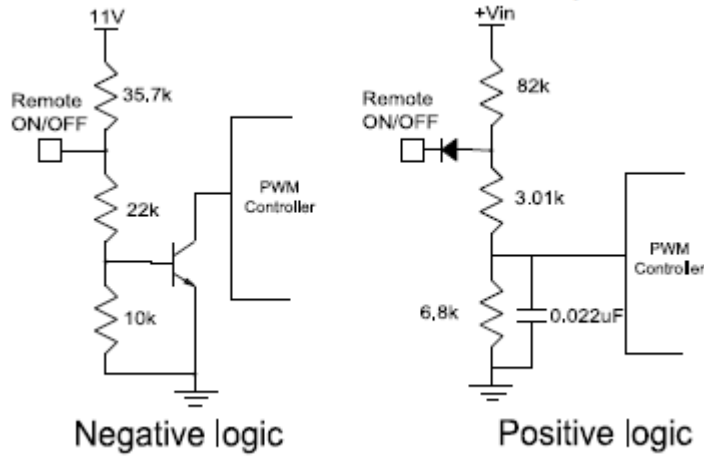 11V
35.7k
Remote
ON/OFF
22k
PWM
Controller
10k
Negative logic
+Vin
82k
Remote
ON/OFF
3.01k
PWM
Controller
6.8k
0.022uF
Positive logic